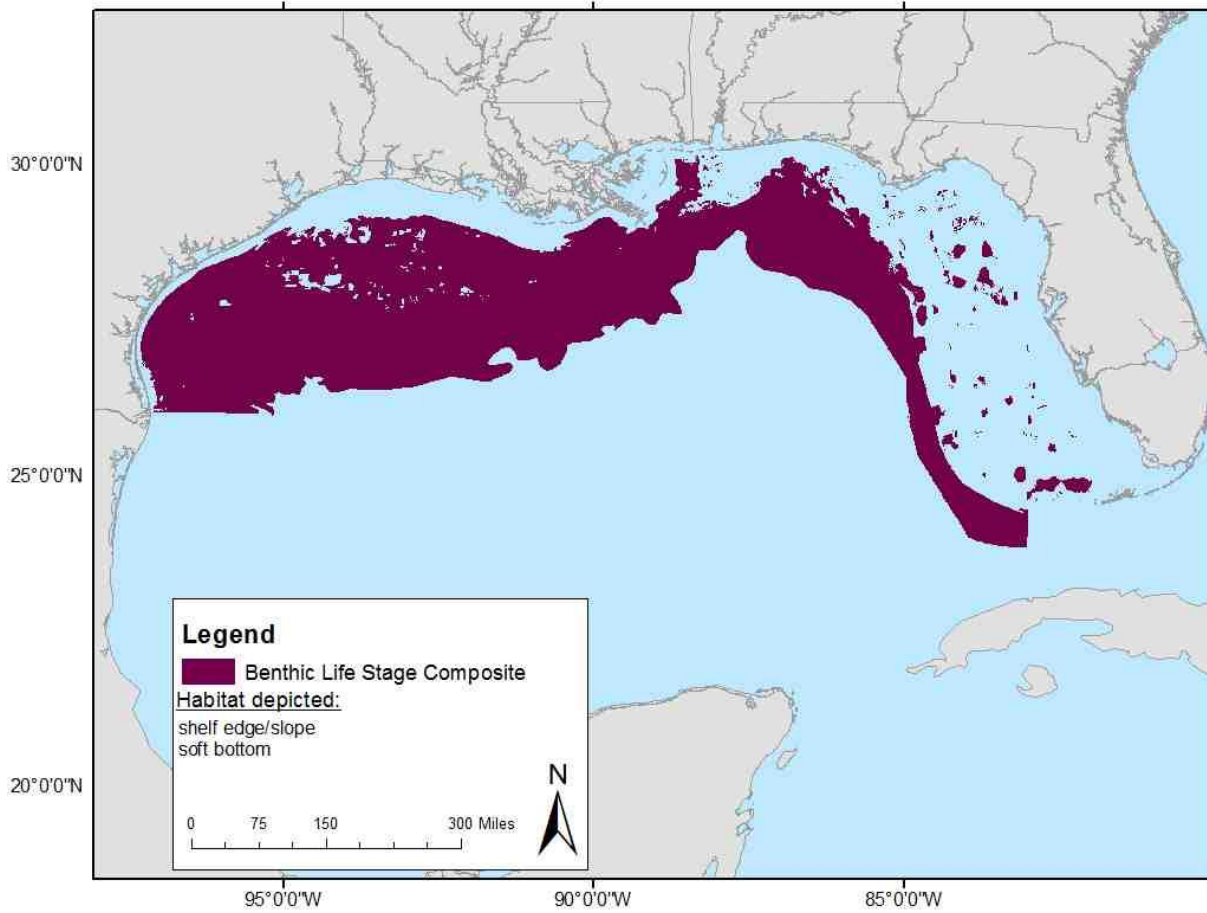 30°0'0"N
25°0'0"N
20°0'0"N
Legend
Benthic Life Stage Composite
Habitat depicted:
shelf edge/slope
soft bottom
N
0 75 150 300 Miles
95°0'0"W 90°0'0"W 85°0'0"W